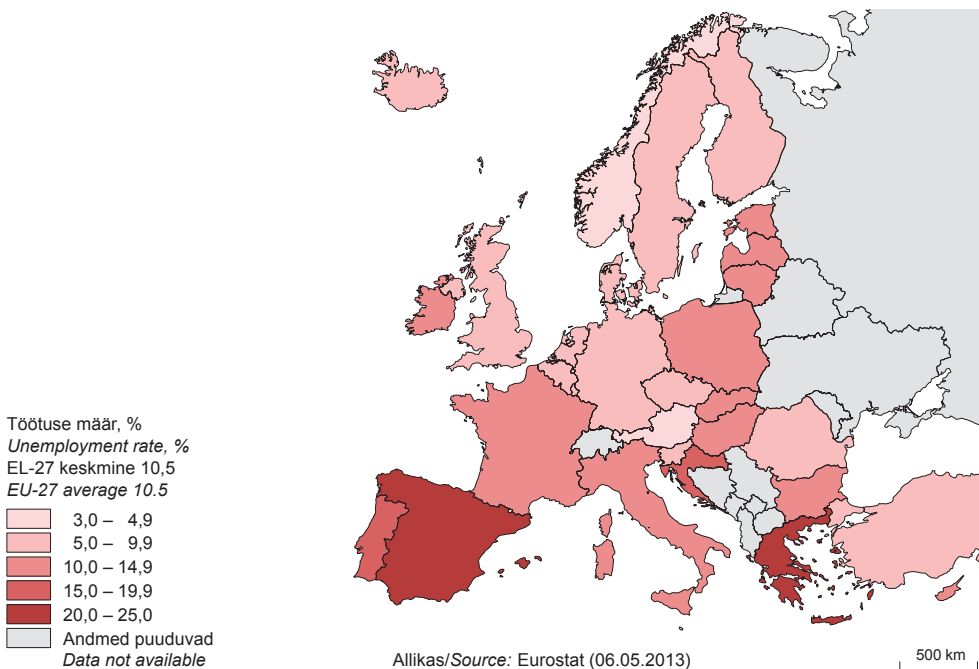 Töötuse määr, %
Unemployment rate, %
EL-27 keskmine 10,5
EU-27 average 10.5
3,0 – 4,9
5,0 – 9,9
10,0 – 14,9
15,0 – 19,9
20,0 – 25,0
Andmed puuduvad
Data not available
Allikas/Source: Eurostat (06.05.2013)
500 km